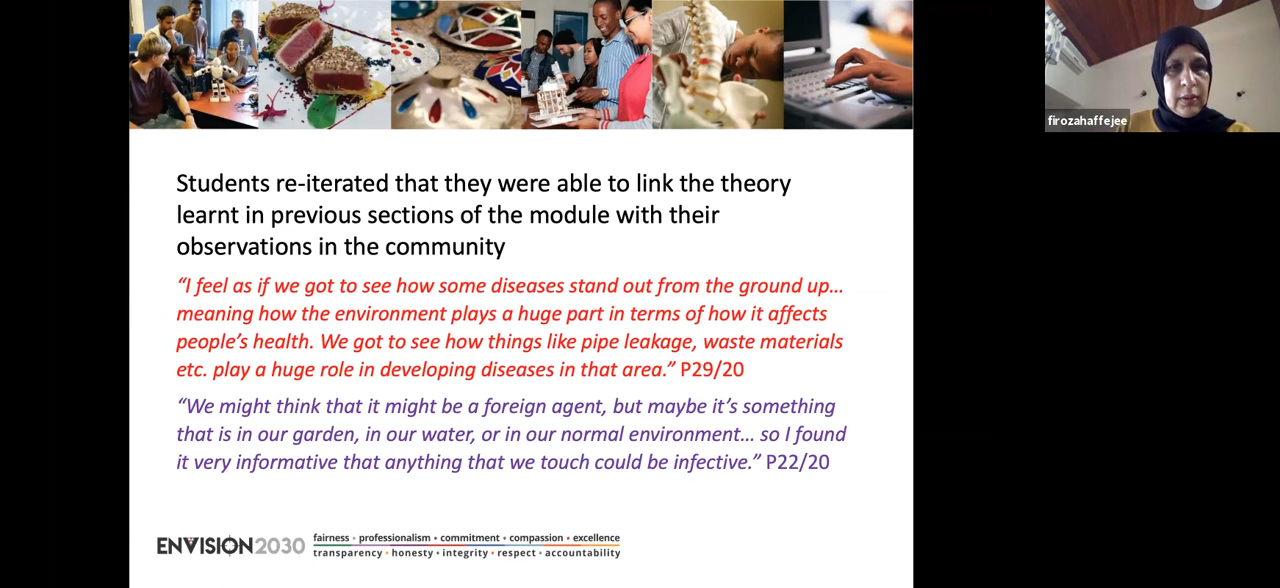 firozahaffejee
Students re-iterated that they were able to link the theory
learnt in previous sections of the module with their
observations in the community
“I feel as if we got to see how some diseases stand out from the ground up…
meaning how the environment plays a huge part in terms of how it affects
people’s health. We got to see how things like pipe leakage, waste materials
etc. play a huge role in developing diseases in that area.” P29/20
“We might think that it might be a foreign agent, but maybe it’s something
that is in our garden, in our water, or in our normal environment… so I found
it very informative that anything that we touch could be infective.” P22/20
ENVISION2030
fairness • professionalism • commitment • compassion • excellence
transparency • honesty • integrity • respect • accountability